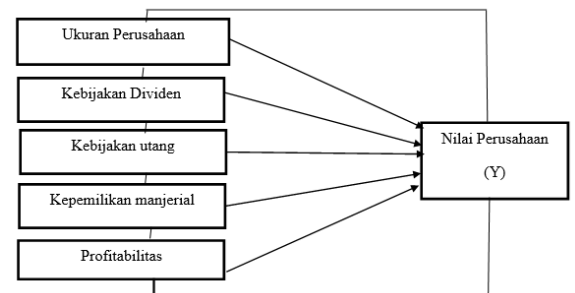 Ukuran Perusahaan
Kebijakan Dividen
Kebijakan utang
Kepemilikan manjerial
Profitabilitas
Nilai Perusahaan
(Y)